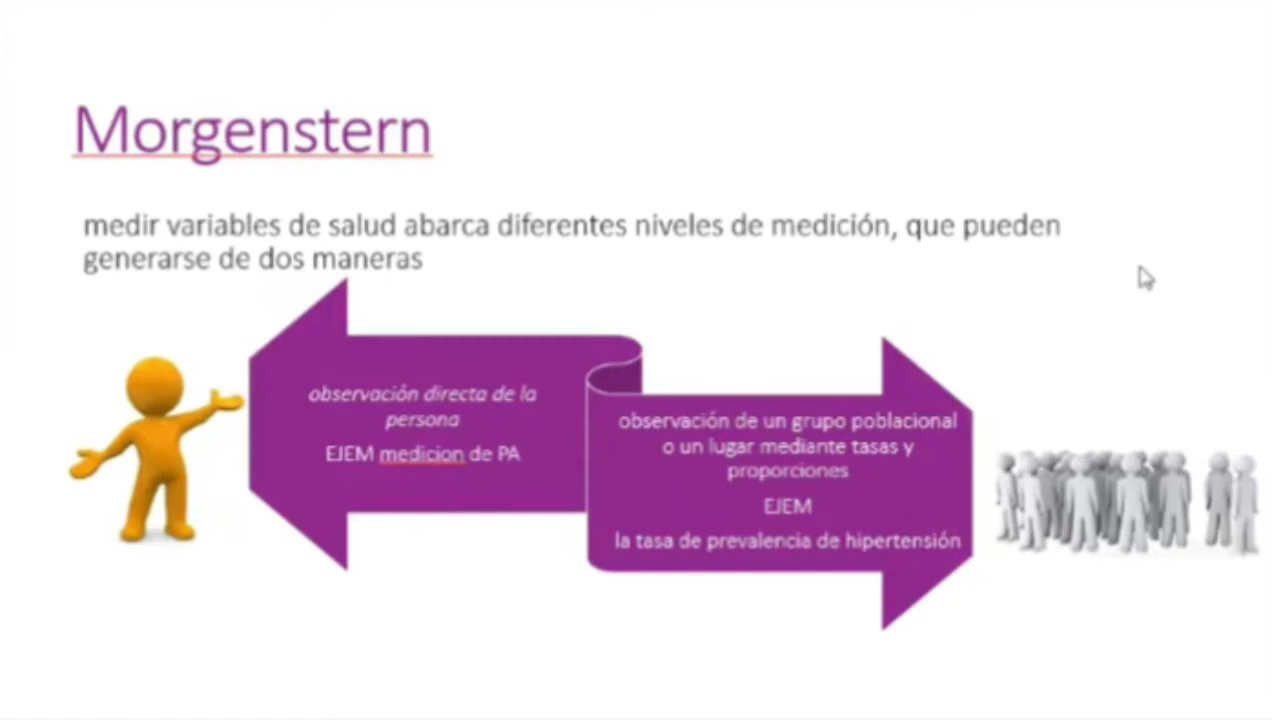 Morgenstern
medir variables de salud abarca diferentes niveles de medición, que pueden
generarse de dos maneras
observación directa de la
persona
EJEM medicion de PA
observación de un grupo poblacional
o un lugar mediante tasas y
proporciones
EJEM
la tasa de prevalencia de hipertensión